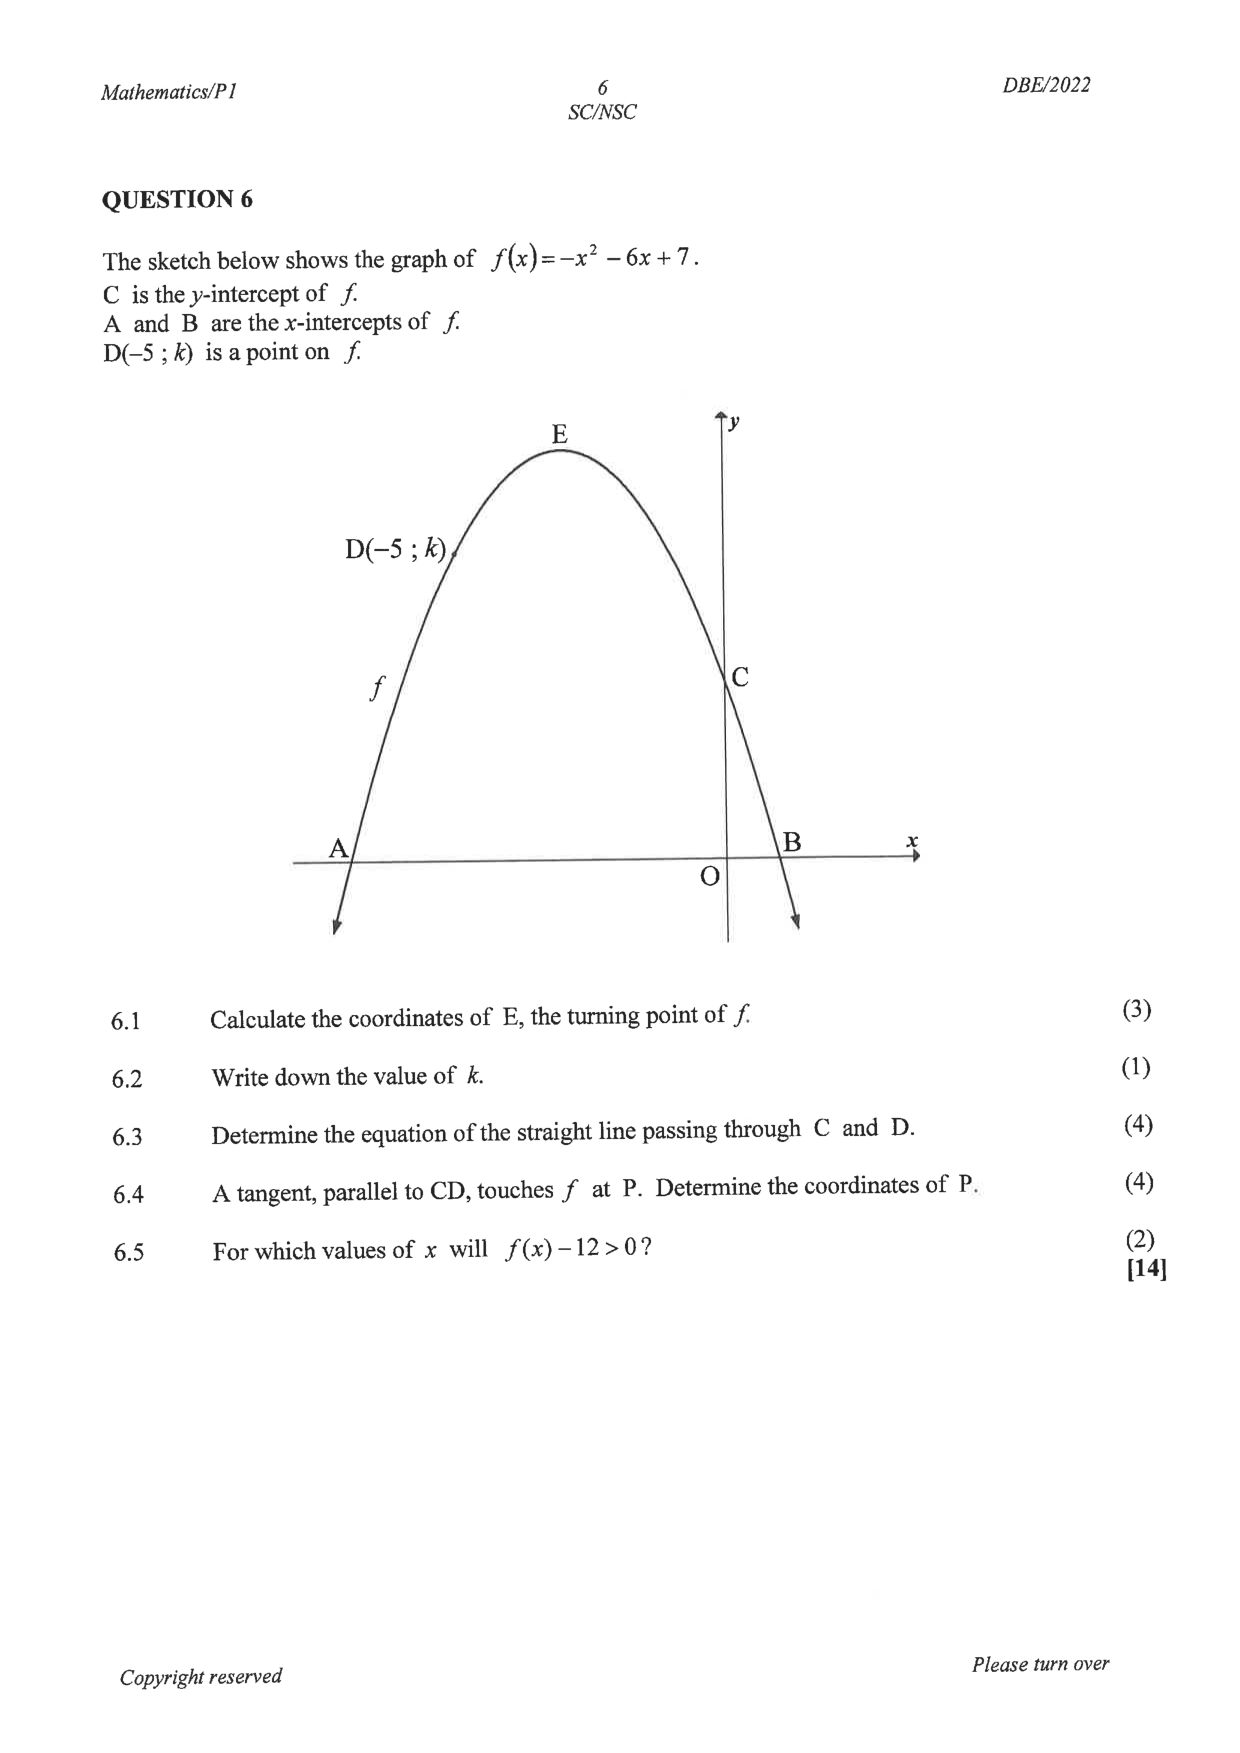 Mathematics/P1
6
SC/NSC
DBE/2022
QUESTION 6
The sketch below shows the graph of f(x)=−x² − 6x + 7.
C is the y-intercept of f.
A and B are the x-intercepts of f.
D(−5 ; k) is a point on f.
y
E
D(−5 ; k)
C
f
A
B
x
O
6.1 Calculate the coordinates of E, the turning point of f. (3)
6.2 Write down the value of k. (1)
6.3 Determine the equation of the straight line passing through C and D. (4)
6.4 A tangent, parallel to CD, touches f at P. Determine the coordinates of P. (4)
6.5 For which values of x will f(x) − 12 > 0? (2)
[14]
Copyright reserved
Please turn over